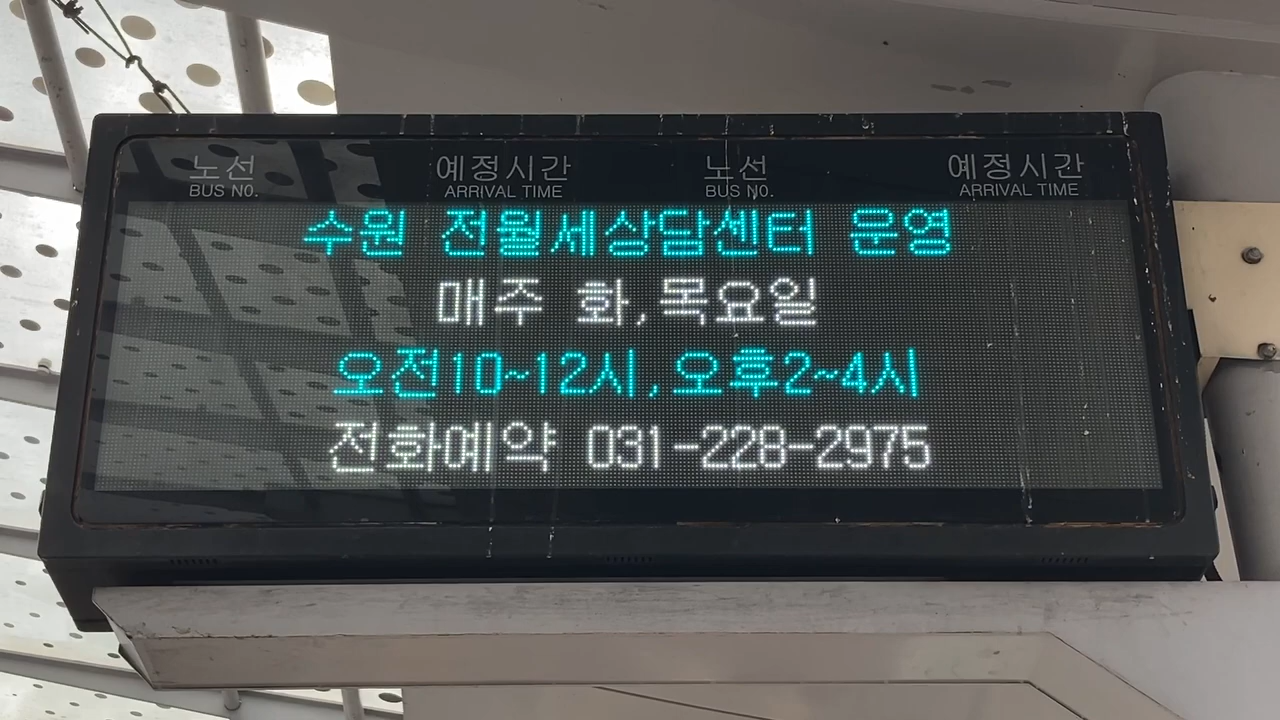 노선 예정시간 노선 예정시간
BUS NO. ARRIVAL TIME BUS NO. ARRIVAL TIME
수원 전월세상담센터 운영
매주 화,목요일
오전10~12시,오후2~4시
전화예약 031-228-2975